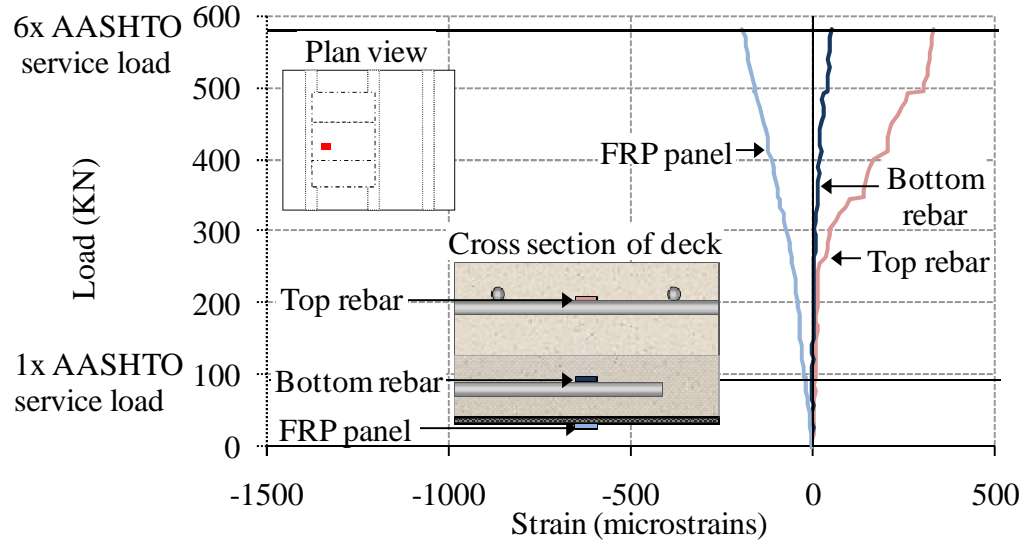 6x AASHTO
service load
600
500
400
300
200
100
0
1x AASHTO
service load
Load (KN)
Plan view
FRP panel
Bottom
rebar
Top rebar
Cross section of deck
Top rebar
Bottom rebar
FRP panel
-1500 -1000 -500 0 500
Strain (microstrains)